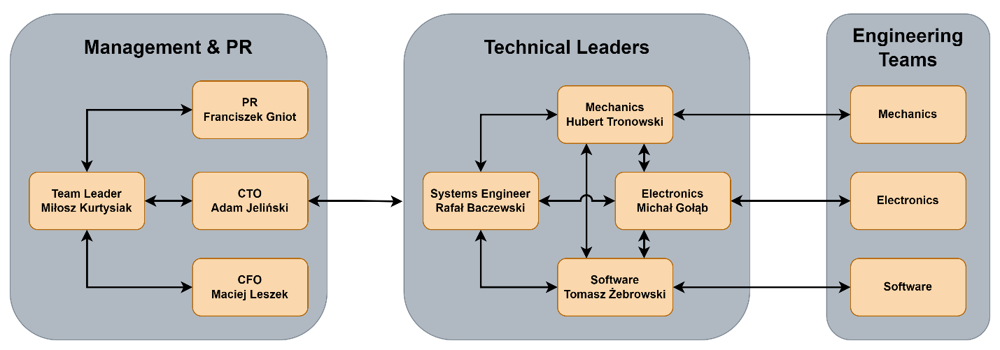 Management & PR
PR
Franciszek Gniot
Team Leader
Miłosz Kurtysiak
CTO
Adam Jeliński
CFO
Maciej Leszek
Technical Leaders
Mechanics
Hubert Tronowski
Systems Engineer
Rafał Baczewski
Electronics
Michał Gołąb
Software
Tomasz Żebrowski
Engineering
Teams
Mechanics
Electronics
Software